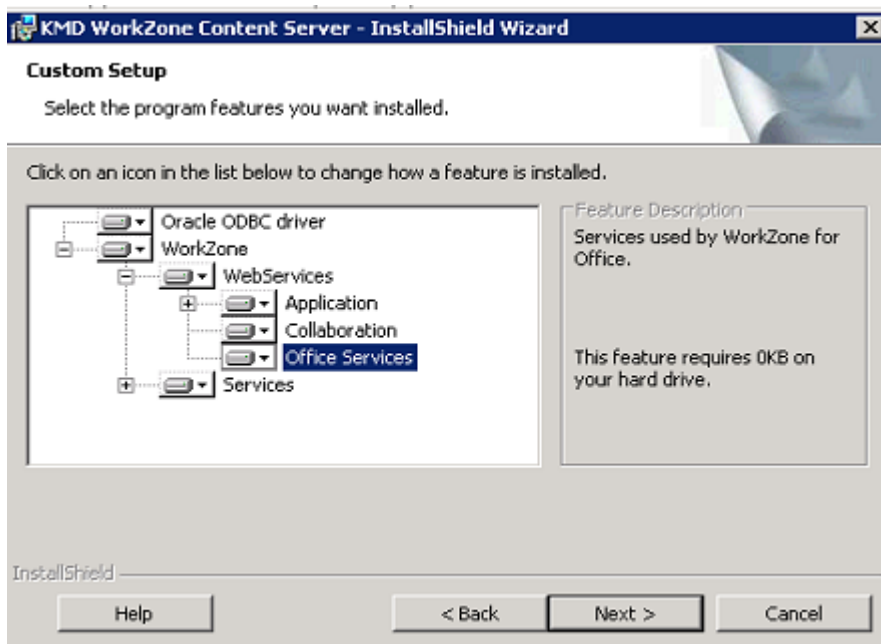 KMD WorkZone Content Server - InstallShield Wizard
Custom Setup
Select the program features you want installed.
Click on an icon in the list below to change how a feature is installed.
Oracle ODBC driver
WorkZone
WebServices
Application
Collaboration
Office Services
Services
Feature Description
Services used by WorkZone for
Office.
This feature requires 0KB on
your hard drive.
InstallShield
Help
< Back
Next >
Cancel